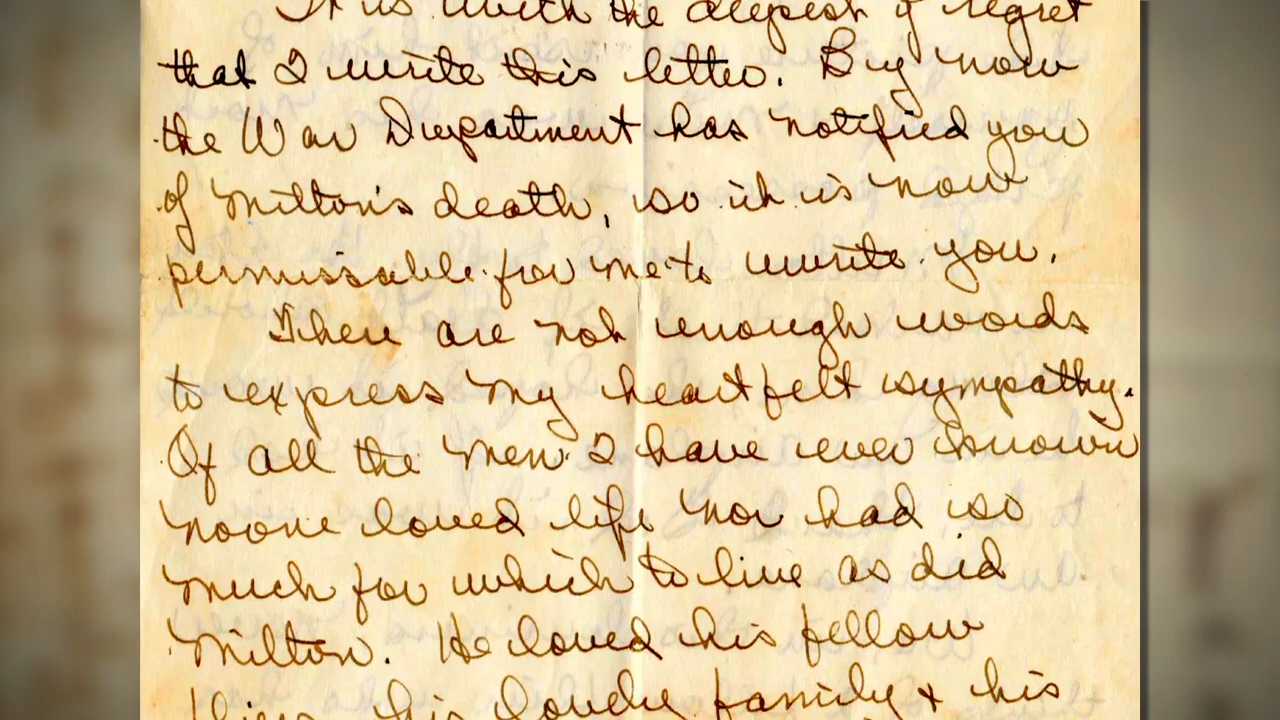 It is with the deepest of regret
that I write this letter. By now
the War Department has notified you
of Milton's death, so it is now
permissable for me to write you.
There are not enough words
to express my heartfelt sympathy.
Of all the men I have ever known
noone loved life nor had so
much for which to live as did
Milton. He loved his fellow
his family & his